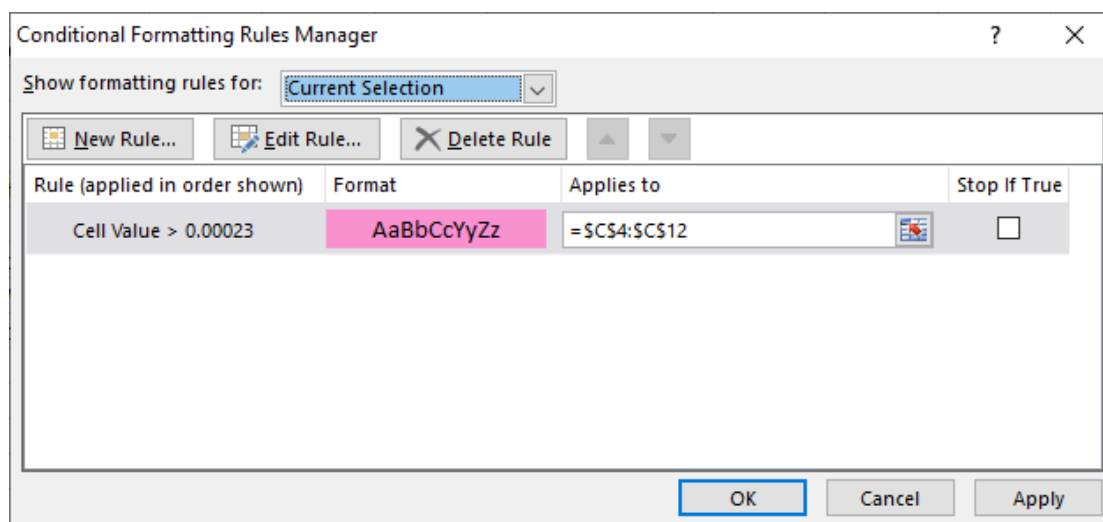 Conditional Formatting Rules Manager ?
Show formatting rules for: Current Selection
New Rule... Edit Rule... Delete Rule
Rule (applied in order shown) Format Applies to Stop If True
Cell Value > 0.00023 AaBbCcYyZz =$C$4:$C$12
OK Cancel Apply